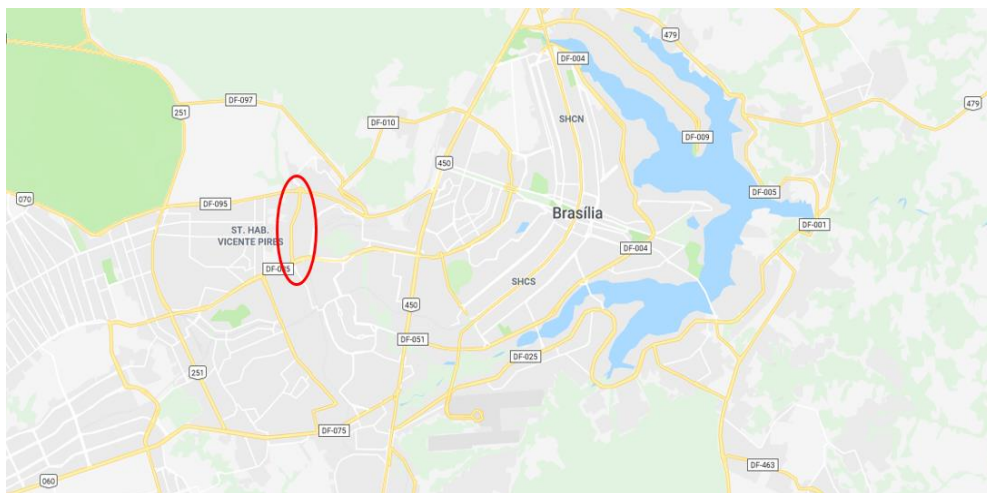 479
DF-004
DF-097
479
251
SHCN
DF-010
DF-009
450
DF-005
070
DF-095
Brasília
DF-001
ST. HAB.
VICENTE PIRES
DF-004
DF-085
SHCS
450
DF-051
DF-025
251
DF-075
DF-463
060